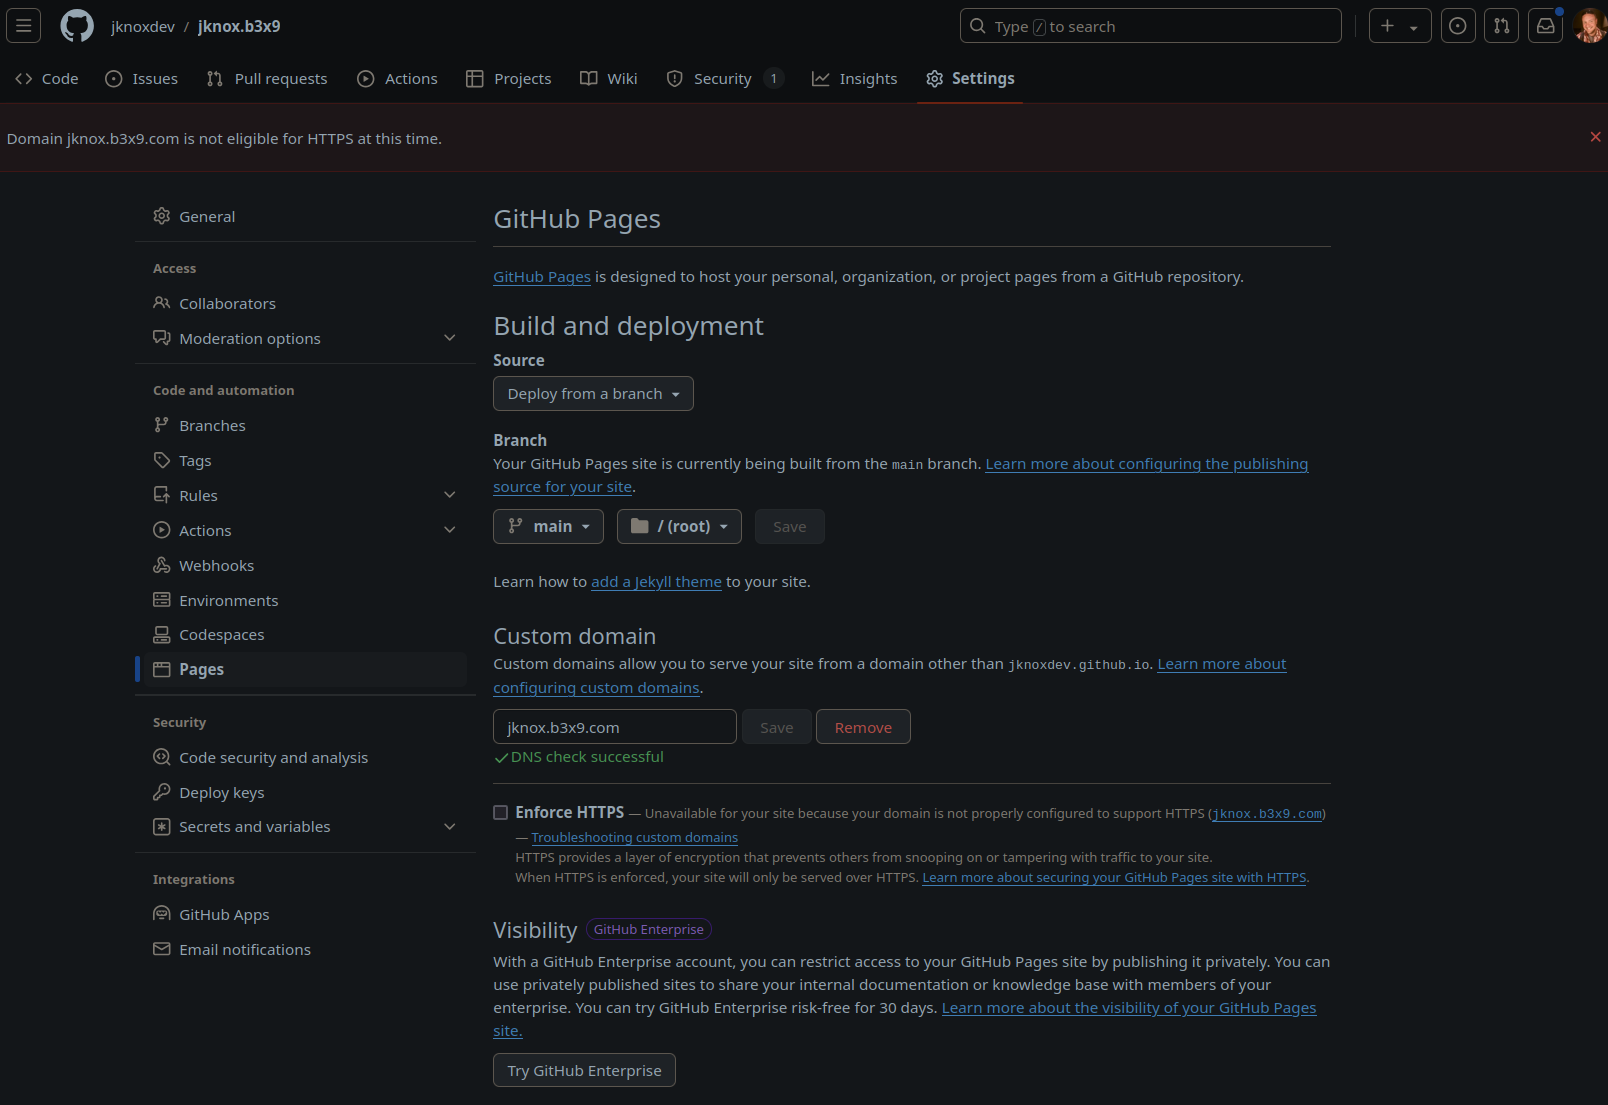 jknoxdev / jknox.b3x9
Type / to search
Code Issues Pull requests Actions Projects Wiki Security 1 Insights Settings
Domain jknox.b3x9.com is not eligible for HTTPS at this time.
General
Access
Collaborators
Moderation options
Code and automation
Branches
Tags
Rules
Actions
Webhooks
Environments
Codespaces
Pages
Security
Code security and analysis
Deploy keys
Secrets and variables
Integrations
GitHub Apps
Email notifications
GitHub Pages
GitHub Pages is designed to host your personal, organization, or project pages from a GitHub repository.
Build and deployment
Source
Deploy from a branch
Branch
Your GitHub Pages site is currently being built from the main branch. Learn more about configuring the publishing
source for your site.
main / (root) Save
Learn how to add a Jekyll theme to your site.
Custom domain
Custom domains allow you to serve your site from a domain other than jknoxdev.github.io. Learn more about
configuring custom domains.
jknox.b3x9.com Save Remove
DNS check successful
Enforce HTTPS — Unavailable for your site because your domain is not properly configured to support HTTPS (jknox.b3x9.com)
— Troubleshooting custom domains
HTTPS provides a layer of encryption that prevents others from snooping on or tampering with traffic to your site.
When HTTPS is enforced, your site will only be served over HTTPS. Learn more about securing your GitHub Pages site with HTTPS.
Visibility GitHub Enterprise
With a GitHub Enterprise account, you can restrict access to your GitHub Pages site by publishing it privately. You can
use privately published sites to share your internal documentation or knowledge base with members of your
enterprise. You can try GitHub Enterprise risk-free for 30 days. Learn more about the visibility of your GitHub Pages
site.
Try GitHub Enterprise